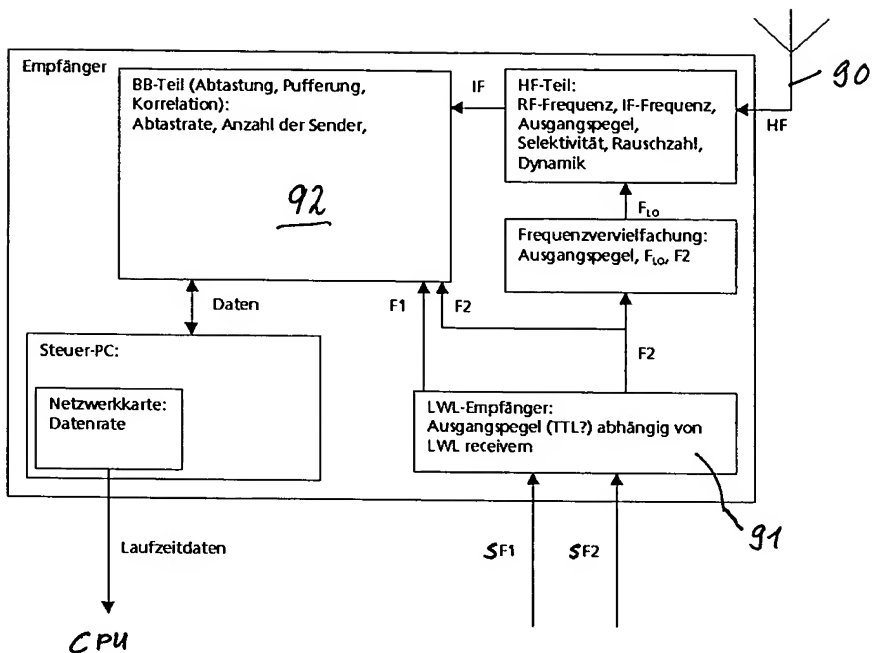 Empfänger
BB-Teil (Abtastung, Pufferung,
Korrelation):
Abtastrate, Anzahl der Sender,
92
IF
HF-Teil:
RF-Frequenz, IF-Frequenz,
Ausgangspegel,
Selektivität, Rauschzahl,
Dynamik
HF
90
F_LO
Frequenzvervielfachung:
Ausgangspegel, F_LO, F2
Daten
F1
F2
F2
Steuer-PC:
Netzwerkkarte:
Datenrate
LWL-Empfänger:
Ausgangspegel (TTL?) abhängig von
LWL receivern
91
Laufzeitdaten
SF1
SF2
CPU